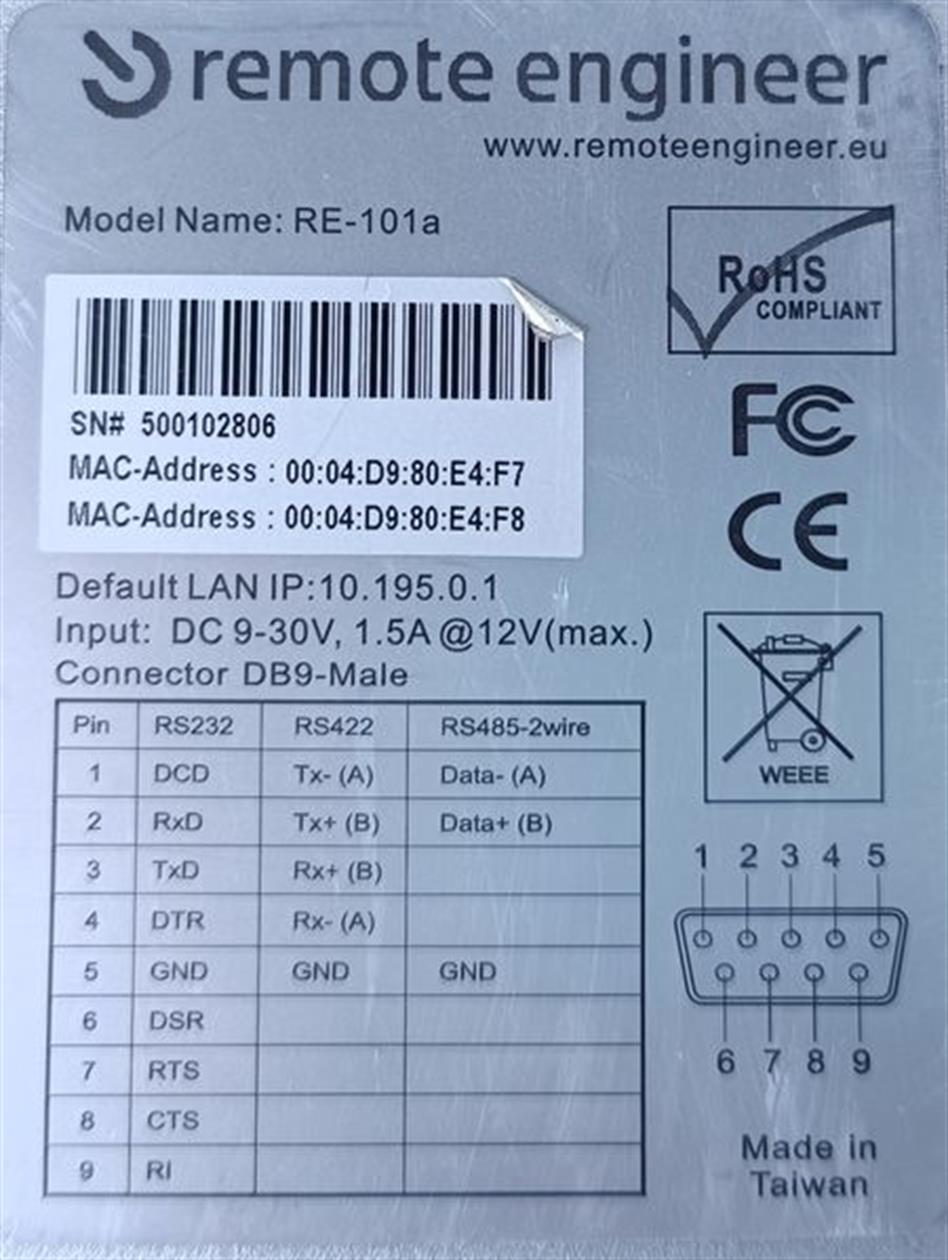 remote engineer
www.remoteengineer.eu
Model Name: RE-101a
RoHS
COMPLIANT
SN# 500102806
MAC-Address : 00:04:D9:80:E4:F7
MAC-Address : 00:04:D9:80:E4:F8
FC
CE
Default LAN IP:10.195.0.1
Input: DC 9-30V, 1.5A @12V(max.)
Connector DB9-Male
Pin RS232 RS422 RS485-2wire
1 DCD Tx- (A) Data- (A)
2 RxD Tx+ (B) Data+ (B)
3 TxD Rx+ (B)
4 DTR Rx- (A)
5 GND GND GND
6 DSR
7 RTS
8 CTS
9 RI
WEEE
1 2 3 4 5
6 7 8 9
Made in
Taiwan